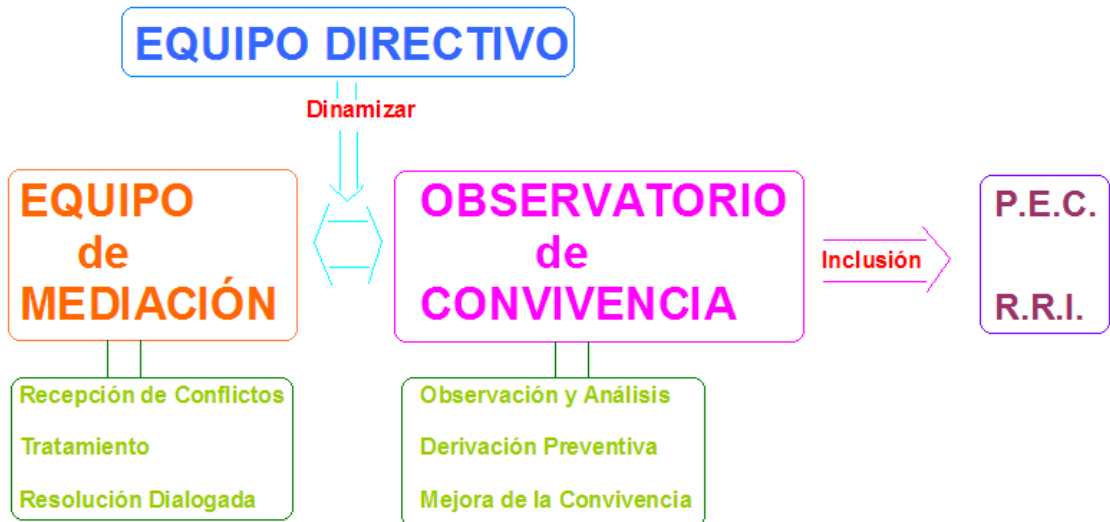 EQUIPO DIRECTIVO
Dinamizar
EQUIPO
de
MEDIACIÓN
OBSERVATORIO
de
CONVIVENCIA
Inclusión
P.E.C.
R.R.I.
Recepción de Conflictos
Tratamiento
Resolución Dialogada
Observación y Análisis
Derivación Preventiva
Mejora de la Convivencia